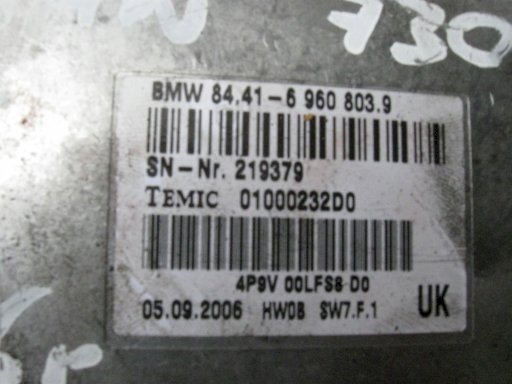 730
BMW 84.41-6 960 803.9
SN-Nr. 219379
TEMIC 01000232D0
4P9V 00LFS8 D0
05.09.2006 HW08 SW7.F.1 UK